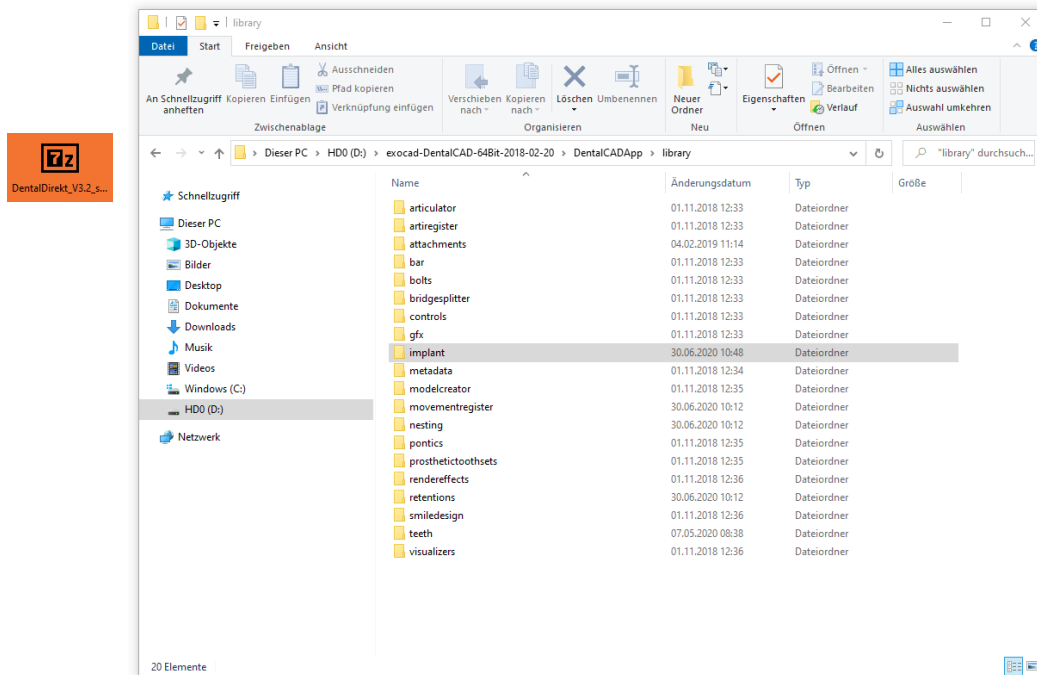 library
Datei Start Freigeben Ansicht
An Schnellzugriff anheften
Kopieren
Einfügen
Ausschneiden
Pfad kopieren
Verknüpfung einfügen
Zwischenablage
Verschieben nach
Kopieren nach
Löschen
Umbenennen
Organisieren
Neuer Ordner
Neu
Eigenschaften
Öffnen
Bearbeiten
Verlauf
Öffnen
Alles auswählen
Nichts auswählen
Auswahl umkehren
Auswählen
7z
DentalDirekt_V3.2_s...
Dieser PC > HD0 (D:) > exocad-DentalCAD-64Bit-2018-02-20 > DentalCADApp > library
"library" durchsuch...
Schnellzugriff
Dieser PC
3D-Objekte
Bilder
Desktop
Dokumente
Downloads
Musik
Videos
Windows (C:)
HD0 (D:)
Netzwerk
Name Änderungsdatum Typ Größe
articulator 01.11.2018 12:33 Dateiordner
artiregister 01.11.2018 12:33 Dateiordner
attachments 04.02.2019 11:14 Dateiordner
bar 01.11.2018 12:33 Dateiordner
bolts 01.11.2018 12:33 Dateiordner
bridgesplitter 01.11.2018 12:33 Dateiordner
controls 01.11.2018 12:33 Dateiordner
gfx 01.11.2018 12:33 Dateiordner
implant 30.06.2020 10:48 Dateiordner
metadata 01.11.2018 12:34 Dateiordner
modelcreator 01.11.2018 12:35 Dateiordner
movementregister 30.06.2020 10:12 Dateiordner
nesting 30.06.2020 10:12 Dateiordner
pontics 01.11.2018 12:35 Dateiordner
prosthetictoothsets 01.11.2018 12:35 Dateiordner
rendereffects 01.11.2018 12:36 Dateiordner
retentions 30.06.2020 10:12 Dateiordner
smiledesign 01.11.2018 12:36 Dateiordner
teeth 07.05.2020 08:38 Dateiordner
visualizers 01.11.2018 12:36 Dateiordner
20 Elemente